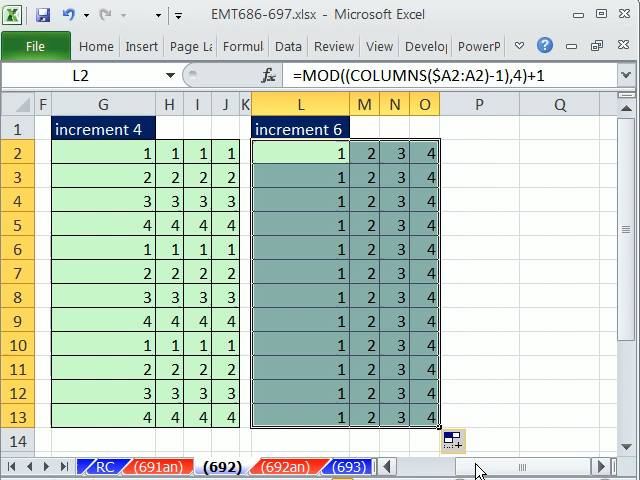 EMT686-697.xlsx - Microsoft Excel
File Home Insert Page La Formul Data Review View Develo PowerP
L2 fx =MOD((COLUMNS($A2:A2)-1),4)+1
F G H I J K L M N O P Q
1 increment 4 increment 6
2 1 1 1 1 1 2 3 4
3 2 2 2 2 1 2 3 4
4 3 3 3 3 1 2 3 4
5 4 4 4 4 1 2 3 4
6 1 1 1 1 1 2 3 4
7 2 2 2 2 1 2 3 4
8 3 3 3 3 1 2 3 4
9 4 4 4 4 1 2 3 4
10 1 1 1 1 1 2 3 4
11 2 2 2 2 1 2 3 4
12 3 3 3 3 1 2 3 4
13 4 4 4 4 1 2 3 4
14
RC (691an) (692) (692an) (693)